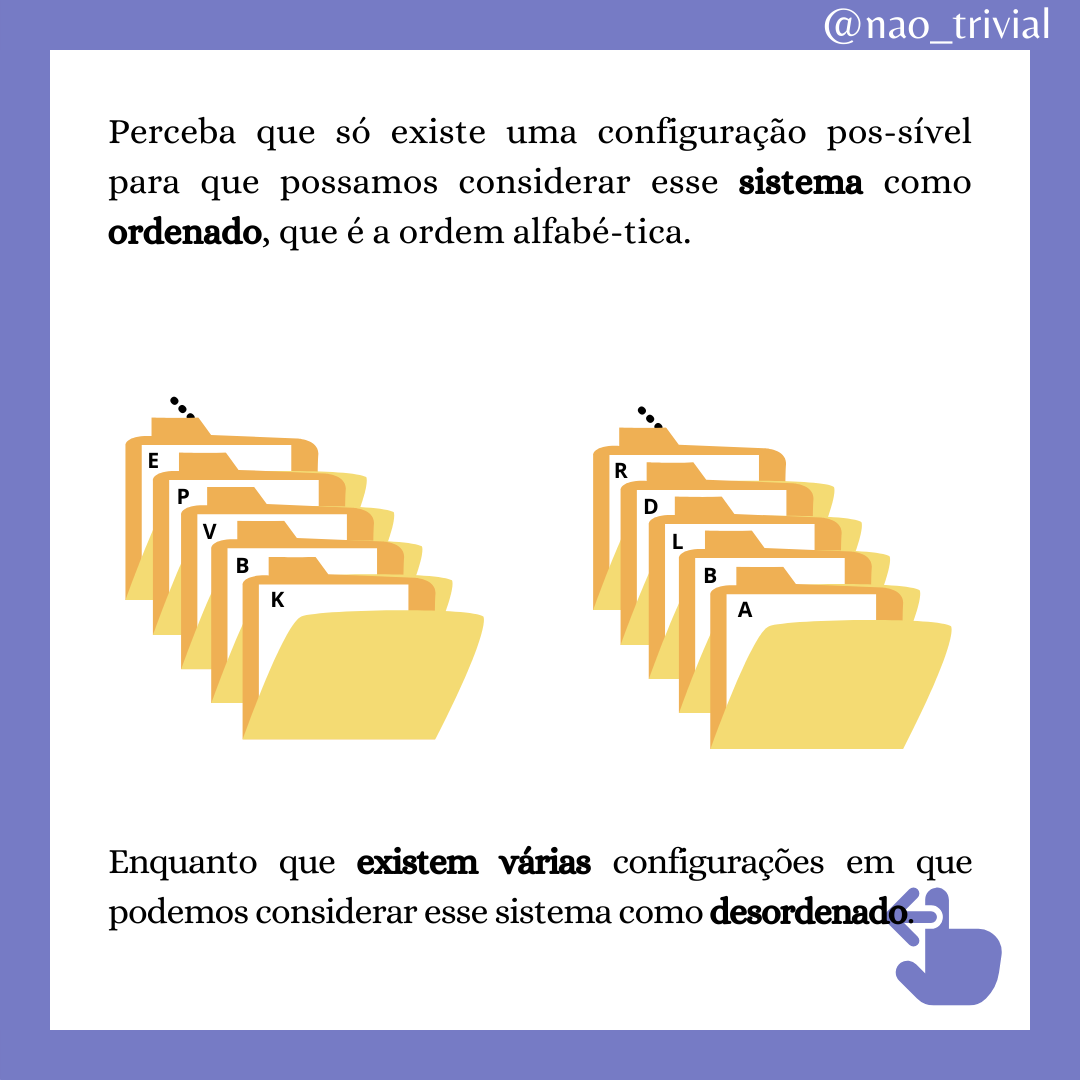 @nao_trivial
Perceba que só existe uma configuração pos-sível
para que possamos considerar esse sistema como
ordenado, que é a ordem alfabé-tica.
E
P
V
B
K
R
D
L
B
A
Enquanto que existem várias configurações em que
podemos considerar esse sistema como desordenado.